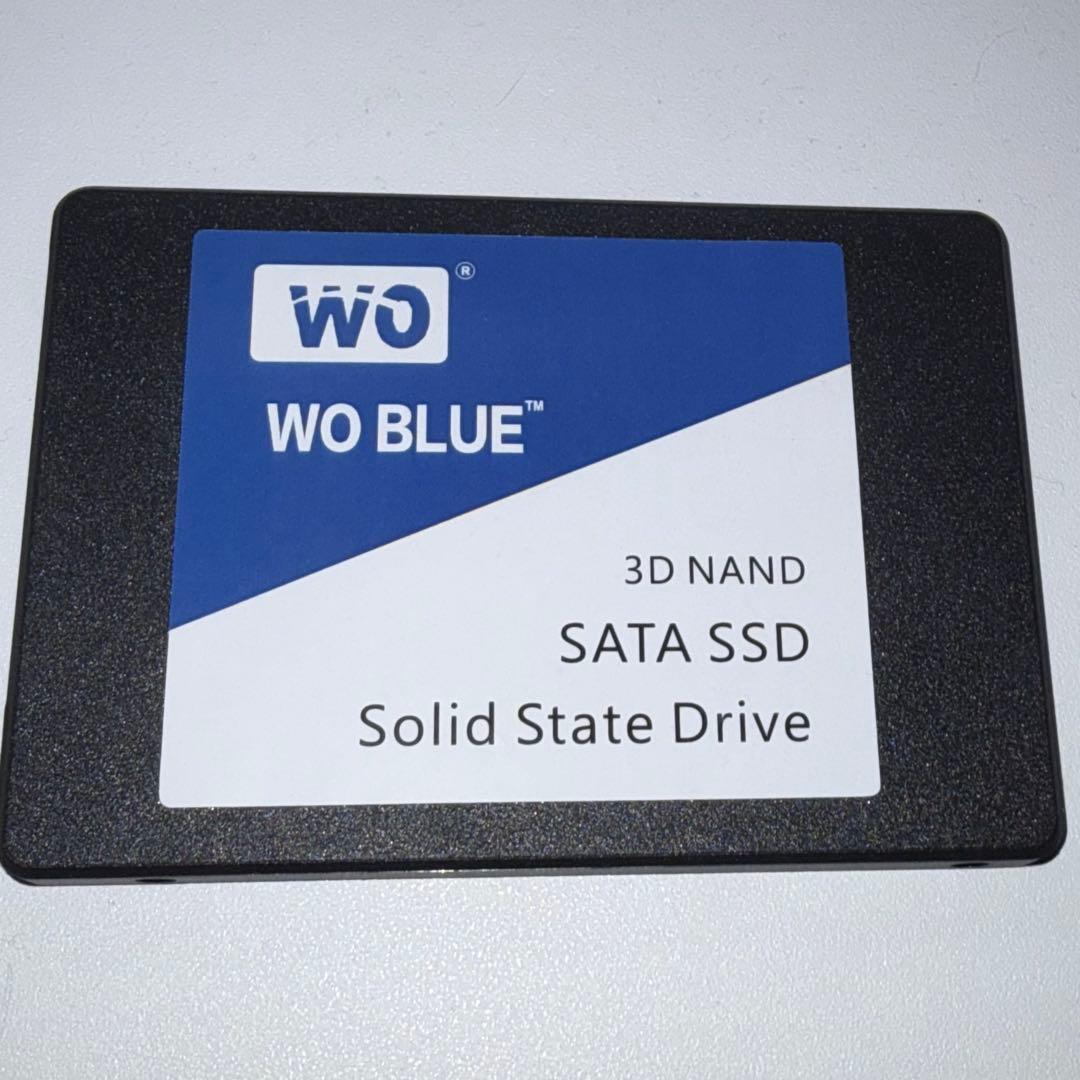 WO®
WO BLUE™
3D NAND
SATA SSD
Solid State Drive